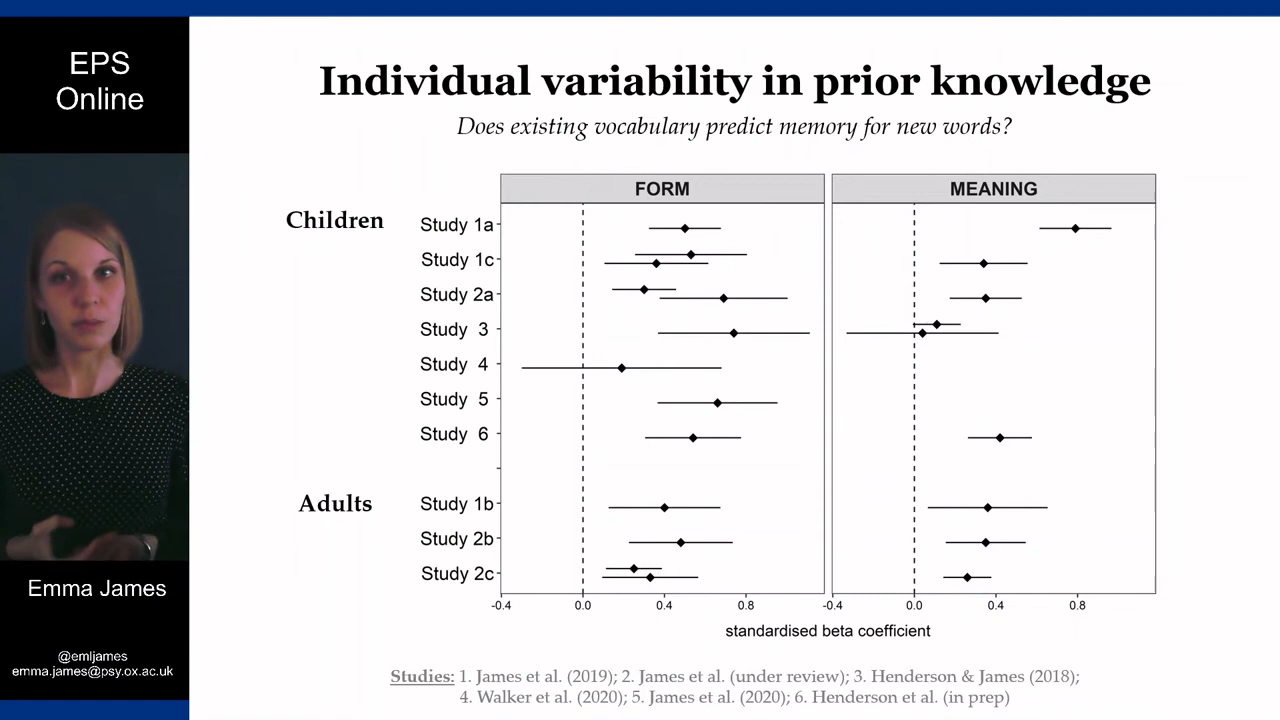 EPS
Online
Individual variability in prior knowledge
Does existing vocabulary predict memory for new words?
FORM
MEANING
Children
Study 1a
Study 1c
Study 2a
Study 3
Study 4
Study 5
Study 6
Adults
Study 1b
Study 2b
Study 2c
-0.4 0.0 0.4 0.8
-0.4 0.0 0.4 0.8
standardised beta coefficient
Studies: 1. James et al. (2019); 2. James et al. (under review); 3. Henderson & James (2018);
4. Walker et al. (2020); 5. James et al. (2020); 6. Henderson et al. (in prep)
Emma James
@emljames
emma.james@psy.ox.ac.uk